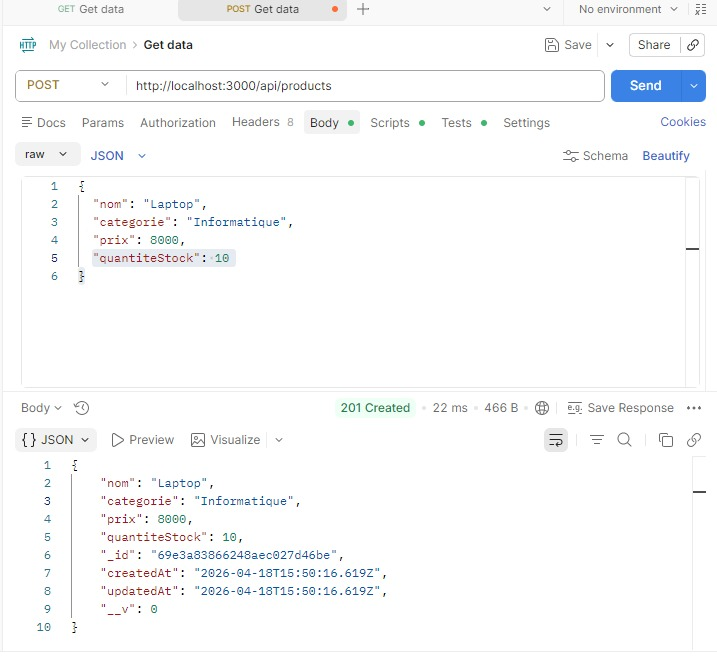 GET Get data POST Get data No environment
HTTP My Collection > Get data Save Share
POST http://localhost:3000/api/products Send
Docs Params Authorization Headers 8 Body Scripts Tests Settings Cookies
raw JSON Schema Beautify
1 {
2 "nom": "Laptop",
3 "categorie": "Informatique",
4 "prix": 8000,
5 "quantiteStock": 10
6 }
Body 201 Created 22 ms 466 B e.g. Save Response
{} JSON Preview Visualize
1 {
2 "nom": "Laptop",
3 "categorie": "Informatique",
4 "prix": 8000,
5 "quantiteStock": 10,
6 "_id": "69e3a83866248aec027d46be",
7 "createdAt": "2026-04-18T15:50:16.619Z",
8 "updatedAt": "2026-04-18T15:50:16.619Z",
9 "__v": 0
10 }